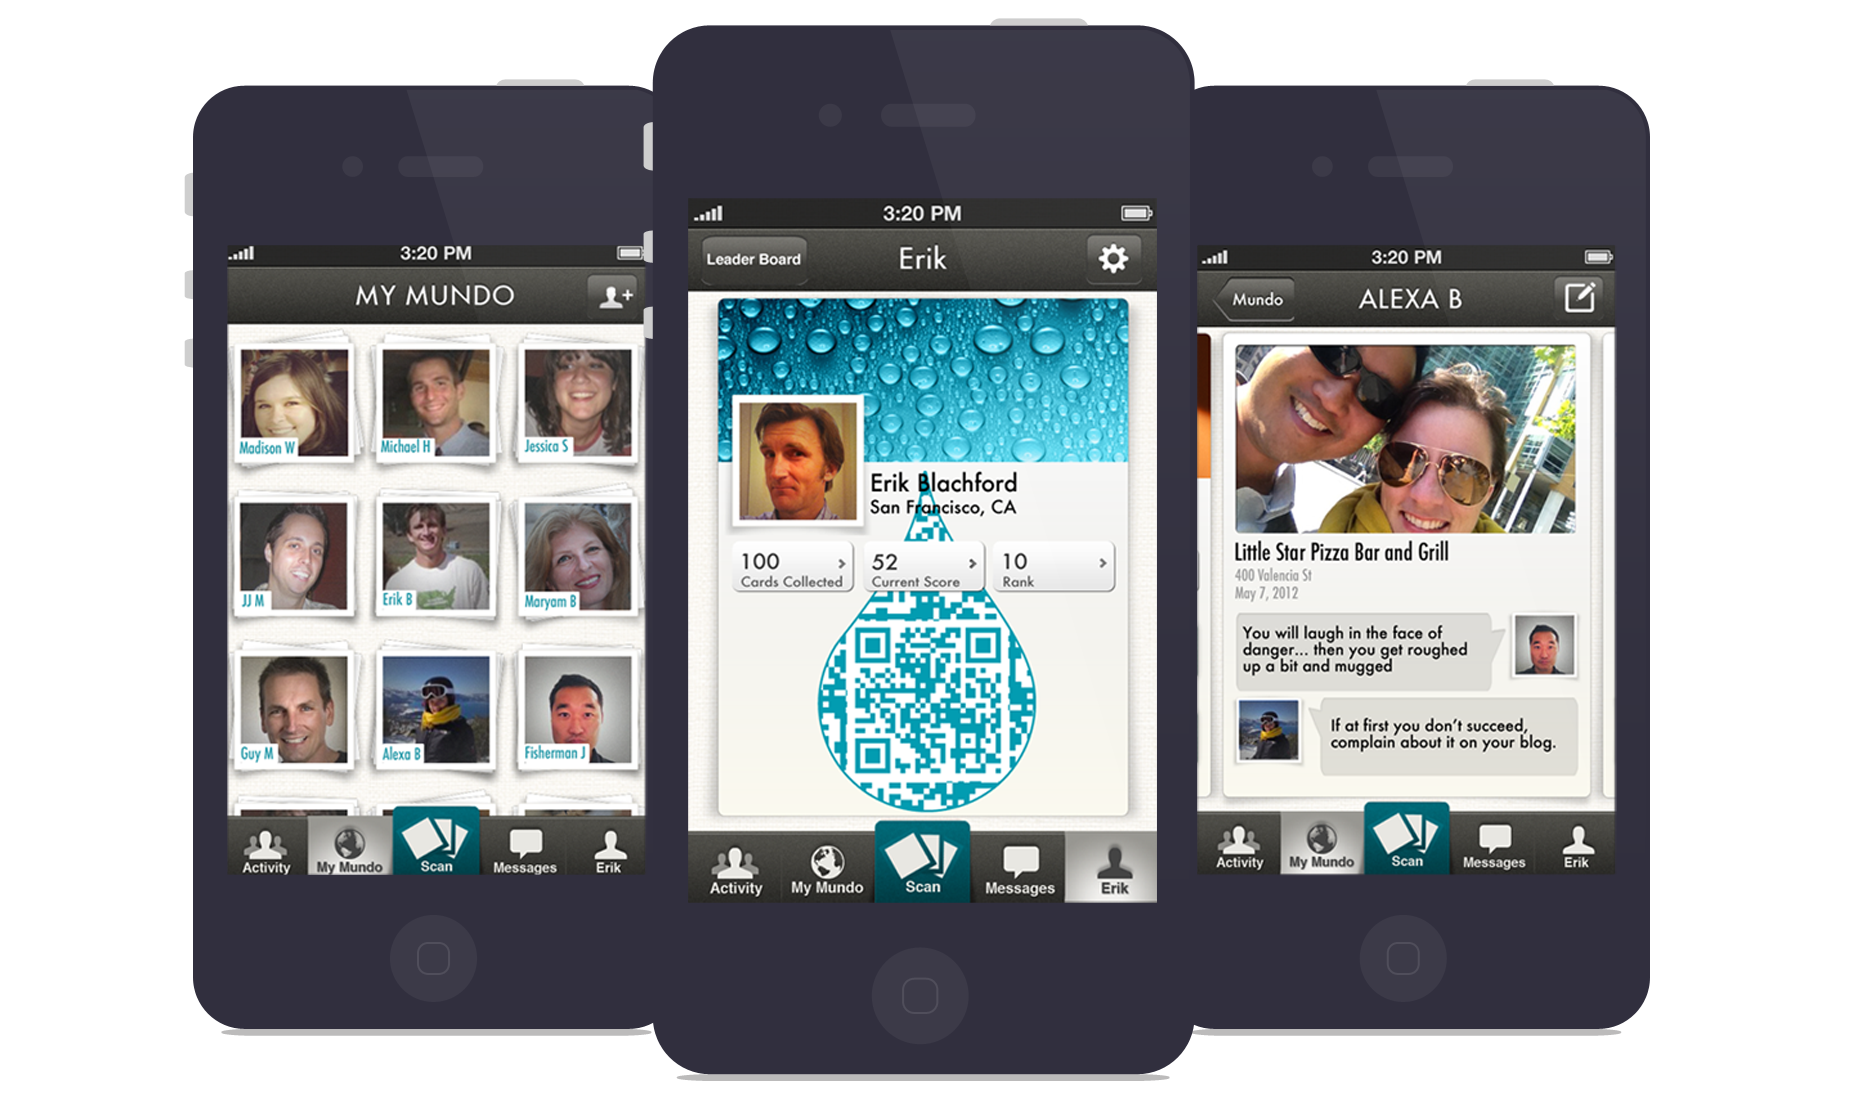 3:20 PM
MY MUNDO
Madison W
Michael H
Jessica S
JJ M
Erik B
Maryam B
Guy M
Alexa B
Fisherman J
Activity
My Mundo
Scan
Messages
Erik
3:20 PM
Leader Board
Erik
Erik Blachford
San Francisco, CA
100
Cards Collected
52
Current Score
10
Rank
Activity
My Mundo
Scan
Messages
Erik
3:20 PM
Mundo
ALEXA B
Little Star Pizza Bar and Grill
400 Valencia St
May 7, 2012
You will laugh in the face of
danger... then you get roughed
up a bit and mugged
If at first you don't succeed,
complain about it on your blog.
Activity
My Mundo
Scan
Messages
Erik